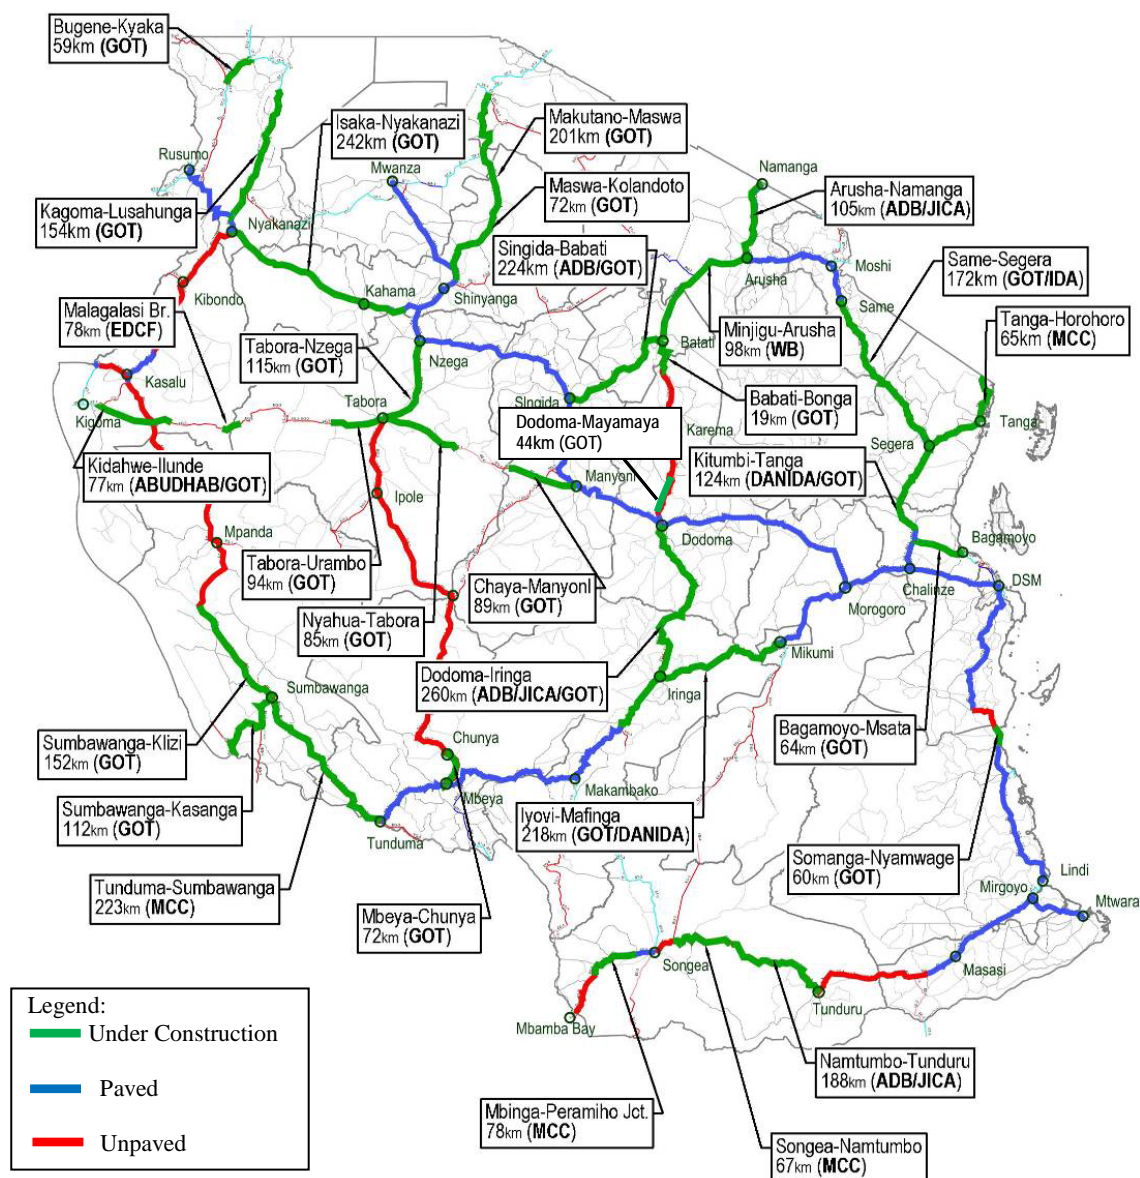 Bugene-Kyaka
59km (GOT)
Isaka-Nyakanazi
242km (GOT)
Makutano-Maswa
201km (GOT)
Rusumo
Mwanza
Namanga
Maswa-Kolandoto
72km (GOT)
Arusha-Namanga
105km (ADB/JICA)
Kagoma-Lusahunga
154km (GOT)
Nyakanazi
Singida-Babati
224km (ADB/GOT)
Same-Segera
172km (GOT/IDA)
Arusha
Moshi
Kibondo
Kahama
Shinyanga
Same
Malagalasi Br.
78km (EDCF)
Tanga-Horohoro
65km (MCC)
Minjigu-Arusha
98km (WB)
Tabora-Nzega
115km (GOT)
Nzega
Batati
Kasalu
Babati-Bonga
19km (GOT)
Kigoma
Tabora
SIngida
Dodoma-Mayamaya
44km (GOT)
Karema
Tanga
Segera
Kidahwe-Ilunde
77km (ABUDHAB/GOT)
Kitumbi-Tanga
124km (DANIDA/GOT)
Ipole
Manyoni
Mpanda
Dodoma
Bagamoyo
Tabora-Urambo
94km (GOT)
Chaya-ManyonI
89km (GOT)
Chalinze
DSM
Morogoro
Nyahua-Tabora
85km (GOT)
Mikumi
Dodoma-Iringa
260km (ADB/JICA/GOT)
Iringa
Sumbawanga
Bagamoyo-Msata
64km (GOT)
Sumbawanga-Klizi
152km (GOT)
Chunya
Mbeya
Makambako
Sumbawanga-Kasanga
112km (GOT)
Iyovi-Mafinga
218km (GOT/DANIDA)
Tunduma
Somanga-Nyamwage
60km (GOT)
Lindi
Mirgoyo
Mtwara
Tunduma-Sumbawanga
223km (MCC)
Mbeya-Chunya
72km (GOT)
Songea
Masasi
Tunduru
Mbamba Bay
Legend:
Under Construction
Paved
Unpaved
Namtumbo-Tunduru
188km (ADB/JICA)
Mbinga-Peramiho Jct.
78km (MCC)
Songea-Namtumbo
67km (MCC)